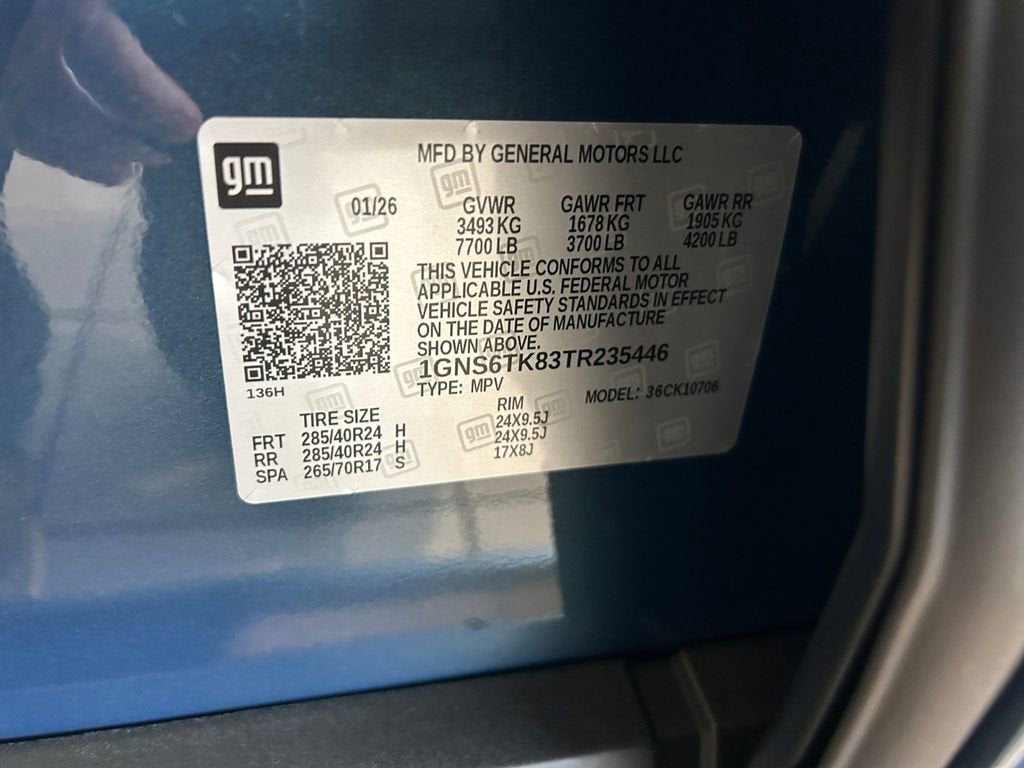 gm
MFD BY GENERAL MOTORS LLC
01/26
GVWR GAWR FRT GAWR RR
3493 KG 1678 KG 1905 KG
7700 LB 3700 LB 4200 LB
THIS VEHICLE CONFORMS TO ALL
APPLICABLE U.S. FEDERAL MOTOR
VEHICLE SAFETY STANDARDS IN EFFECT
ON THE DATE OF MANUFACTURE
SHOWN ABOVE.
1GNS6TK83TR235446
TYPE: MPV MODEL: 36CK10706
136H
TIRE SIZE RIM
FRT 285/40R24 H 24X9.5J
RR 285/40R24 H 24X9.5J
SPA 265/70R17 S 17X8J